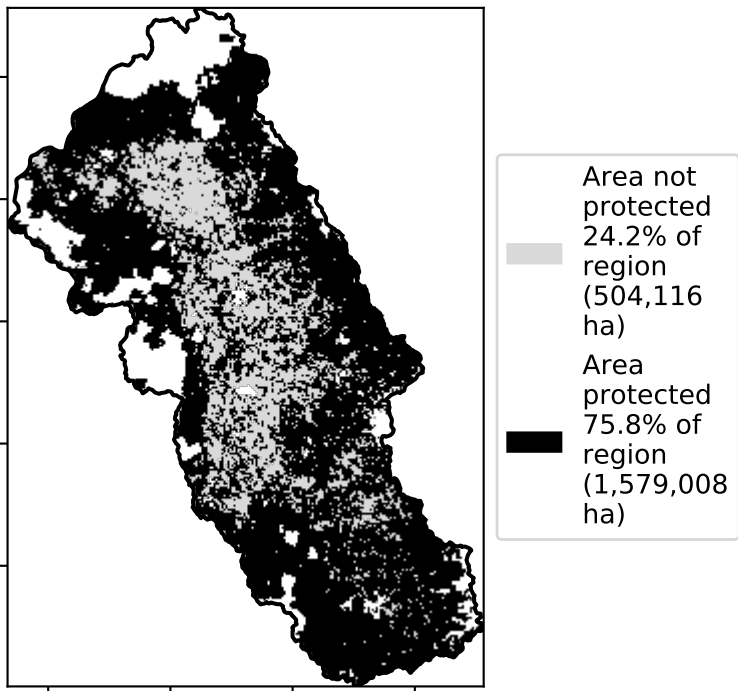 Area not
protected
24.2% of
region
(504,116
ha)
Area
protected
75.8% of
region
(1,579,008
ha)